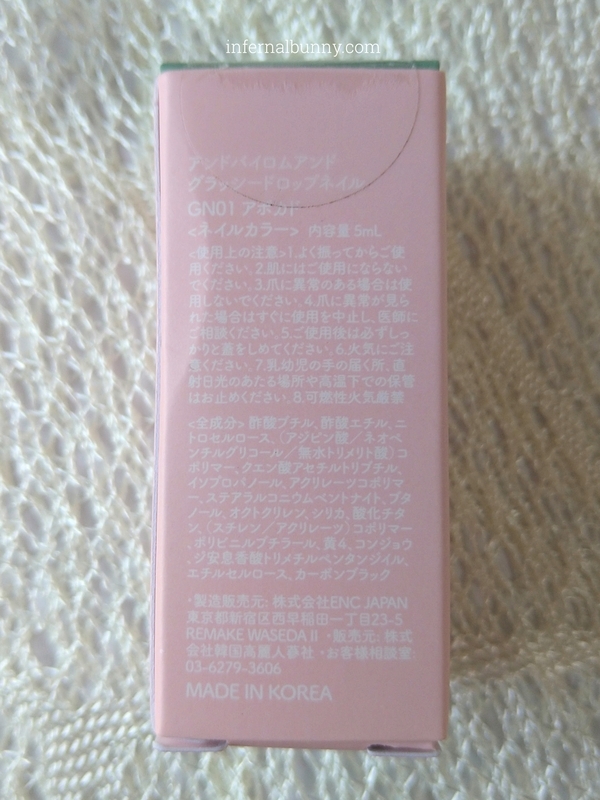 infernalbunny.com
アンドバイロムアンド
グラッシードロップネイル
GN01 アボカド
<ネイルカラー> 内容量 5mL
<使用上の注意>1.よく振ってからご使
用ください。2.肌にはご使用にならない
でください。3.爪に異常のある場合は使
用しないでください。4.爪に異常が見ら
れた場合はすぐに使用を中止し、医師に
ご相談ください。5.ご使用後は必ずしっ
かりと蓋をしめてください。6.火気にご注
意ください。7.乳幼児の手の届く所、直
射日光のあたる場所や高温下での保管
はお止めください。8.可燃性火気厳禁
<全成分> 酢酸ブチル、酢酸エチル、ニ
トロセルロース、（アジピン酸／ネオペ
ンチルグリコール／無水トリメリト酸）コ
ポリマー、クエン酸アセチルトリブチル、
イソプロパノール、アクリレーツコポリマ
ー、ステアラルコニウムベントナイト、ブタ
ノール、オクトクリレン、シリカ、酸化チタ
ン、（スチレン／アクリレーツ）コポリマー
、ポリビニルブチラール、黄4、コンジョウ
、ジ安息香酸トリメチルペンタンジイル、
エチルセルロース、カーボンブラック
・製造販売元: 株式会社ENC JAPAN
東京都新宿区西早稲田一丁目23-5
REMAKE WASEDAⅡ ・販売元: 株式
会社韓国高麗人蔘社 ・お客様相談室:
03-6279-3606
MADE IN KOREA